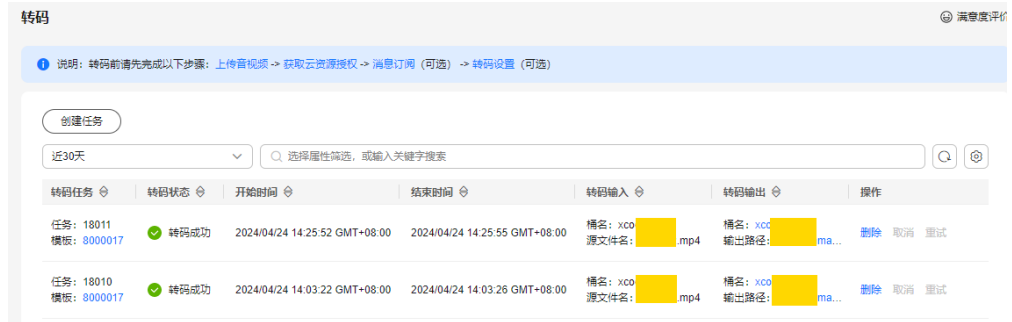 转码
满意度评价
说明：转码前请先完成以下步骤：上传音视频 -> 获取云资源授权 -> 消息订阅（可选） -> 转码设置（可选）
创建任务
近30天
选择属性筛选，或输入关键字搜索
转码任务 转码状态 开始时间 结束时间 转码输入 转码输出 操作
任务：18011
模板：8000017
转码成功
2024/04/24 14:25:52 GMT+08:00
2024/04/24 14:25:55 GMT+08:00
桶名：xco
源文件名： .mp4
桶名：xco
输出路径： ma...
删除 取消 重试
任务：18010
模板：8000017
转码成功
2024/04/24 14:03:22 GMT+08:00
2024/04/24 14:03:26 GMT+08:00
桶名：xco
源文件名： .mp4
桶名：xco
输出路径： ma...
删除 取消 重试